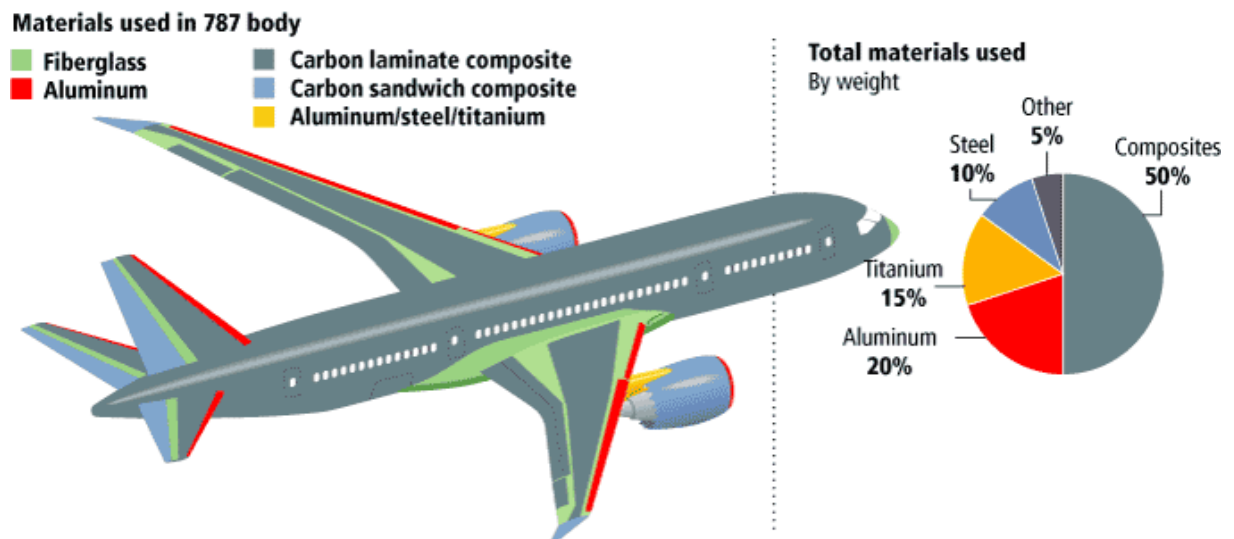 Materials used in 787 body
Fiberglass
Aluminum
Carbon laminate composite
Carbon sandwich composite
Aluminum/steel/titanium
Total materials used
By weight
Other
5%
Steel
10%
Composites
50%
Titanium
15%
Aluminum
20%